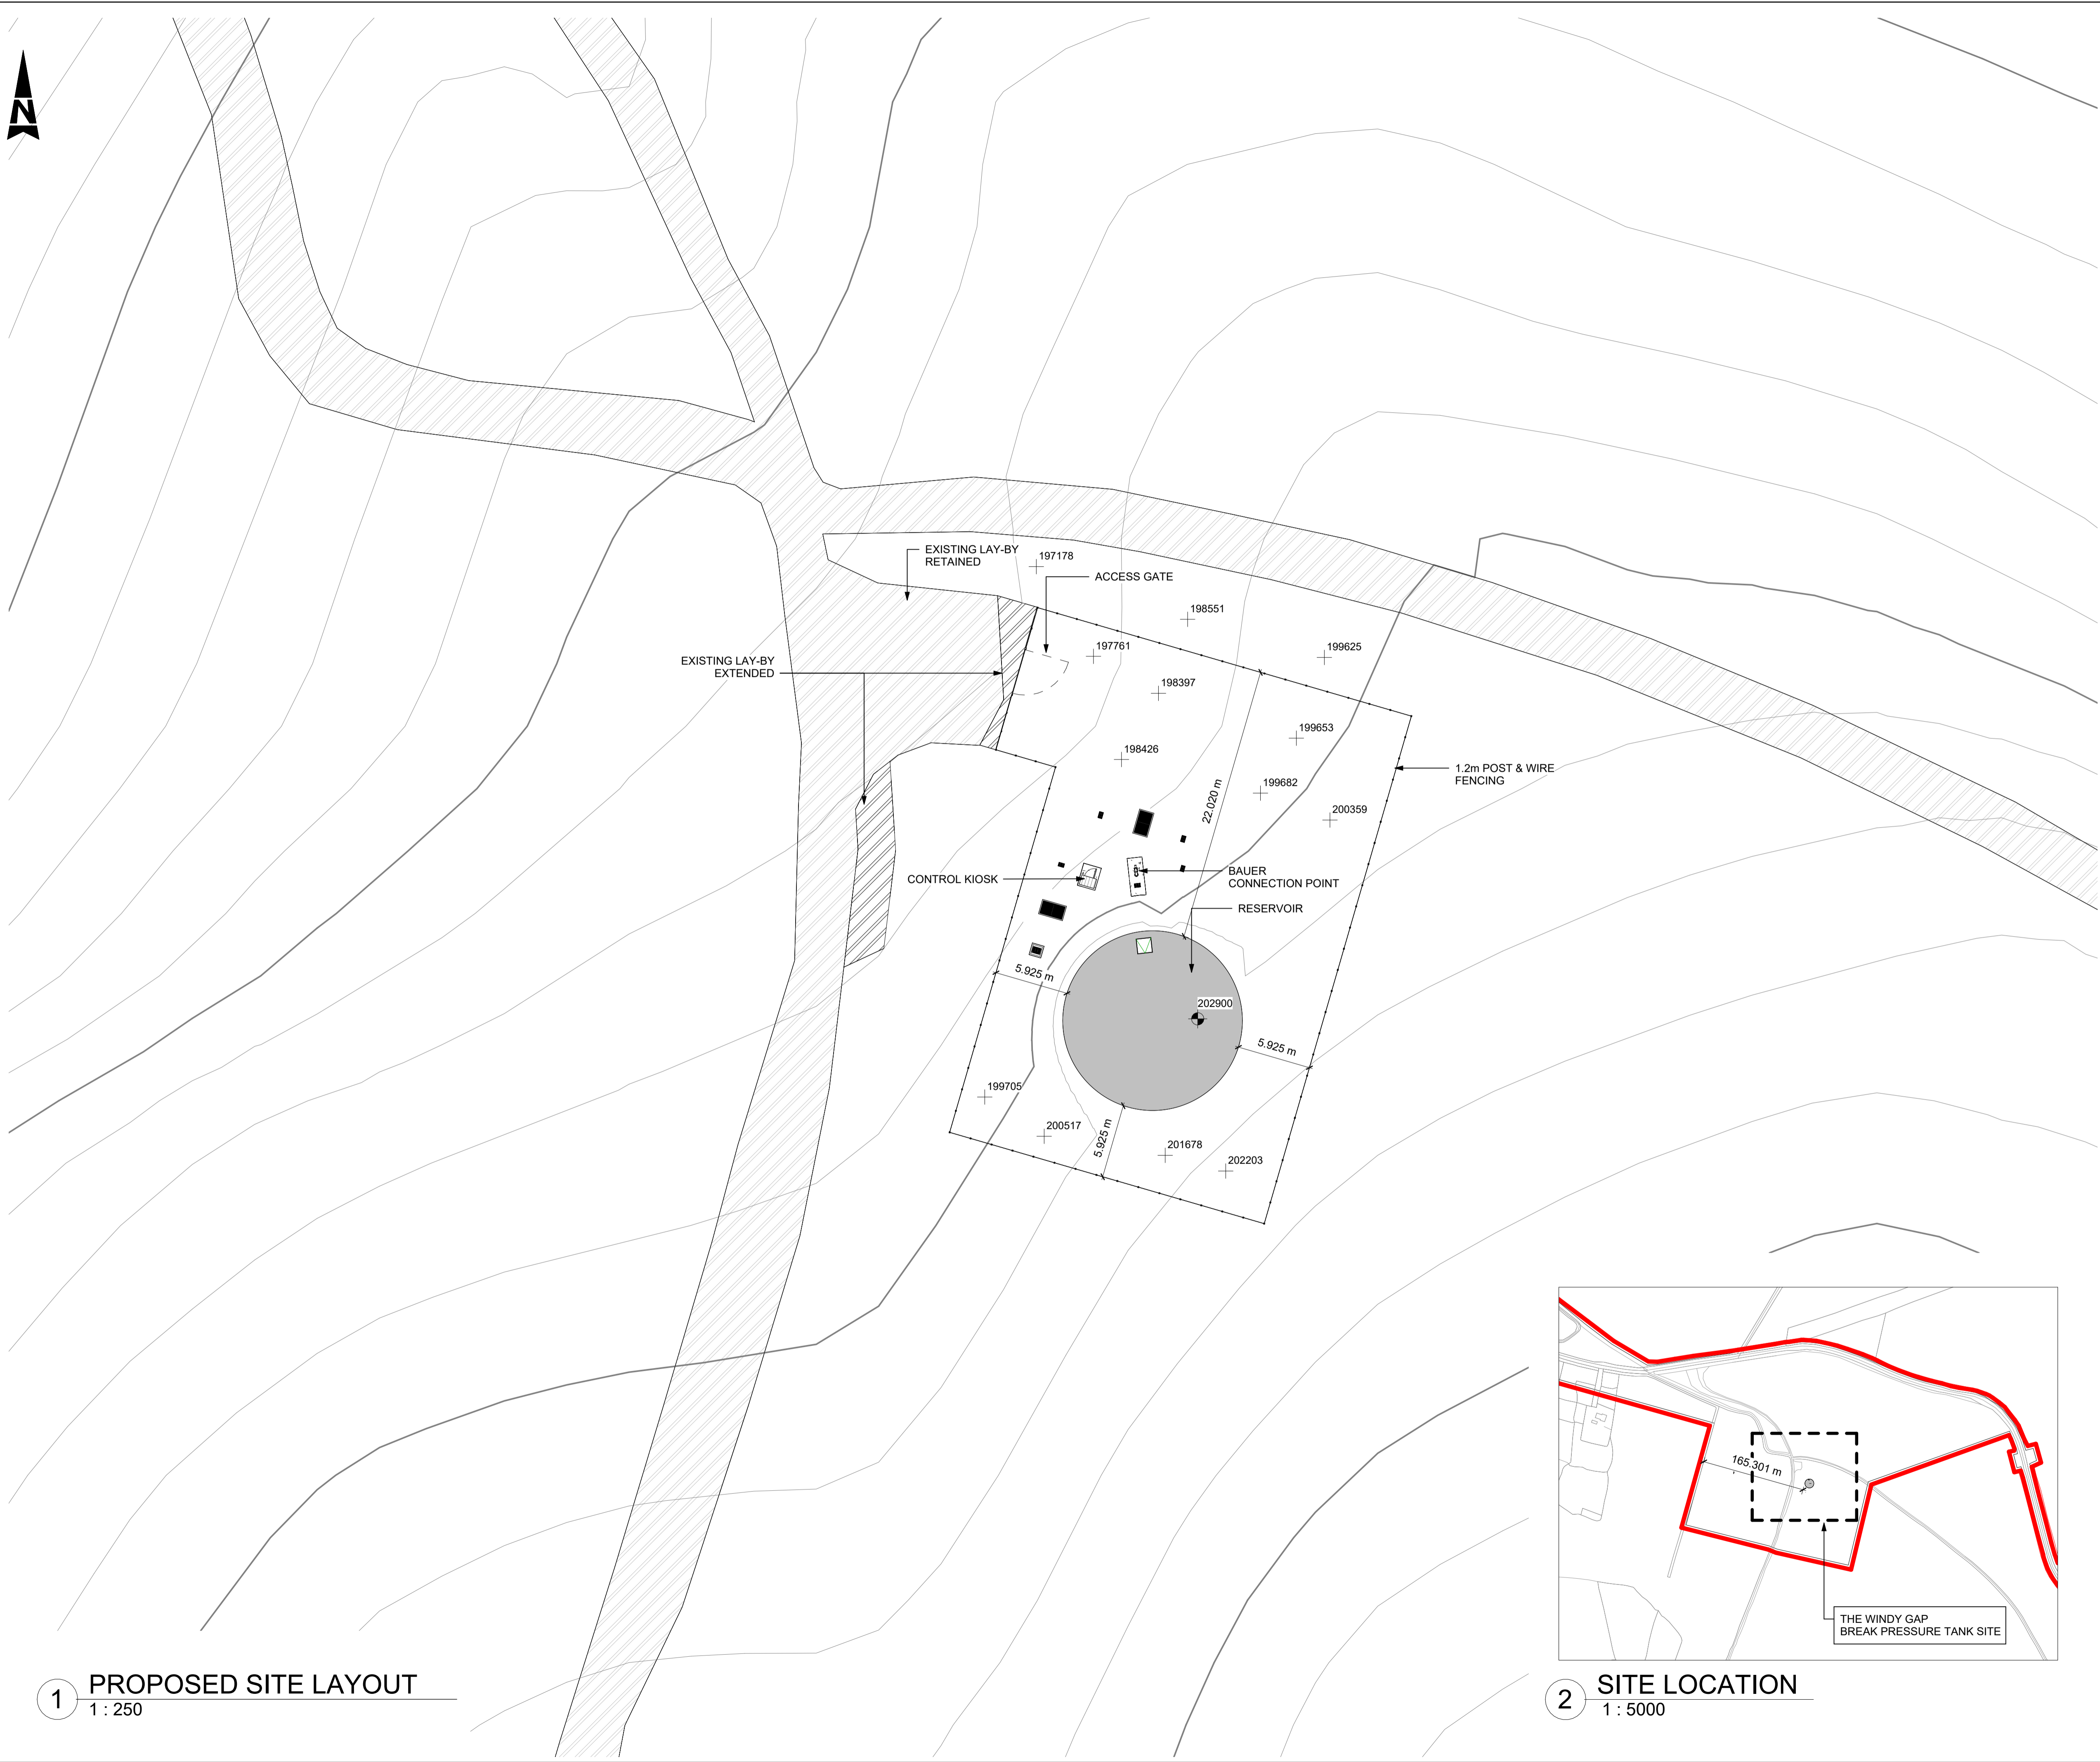 N
EXISTING LAY-BY
RETAINED
197178
ACCESS GATE
198551
197761
199625
EXISTING LAY-BY
EXTENDED
198397
199653
198426
1.2m POST & WIRE
FENCING
22.020 m
199682
200359
CONTROL KIOSK
BAUER
CONNECTION POINT
RESERVOIR
5.925 m
202900
5.925 m
199705
200517
5.925 m
201678
202203
165.301 m
THE WINDY GAP
BREAK PRESSURE TANK SITE
1
PROPOSED SITE LAYOUT
1 : 250
2
SITE LOCATION
1 : 5000